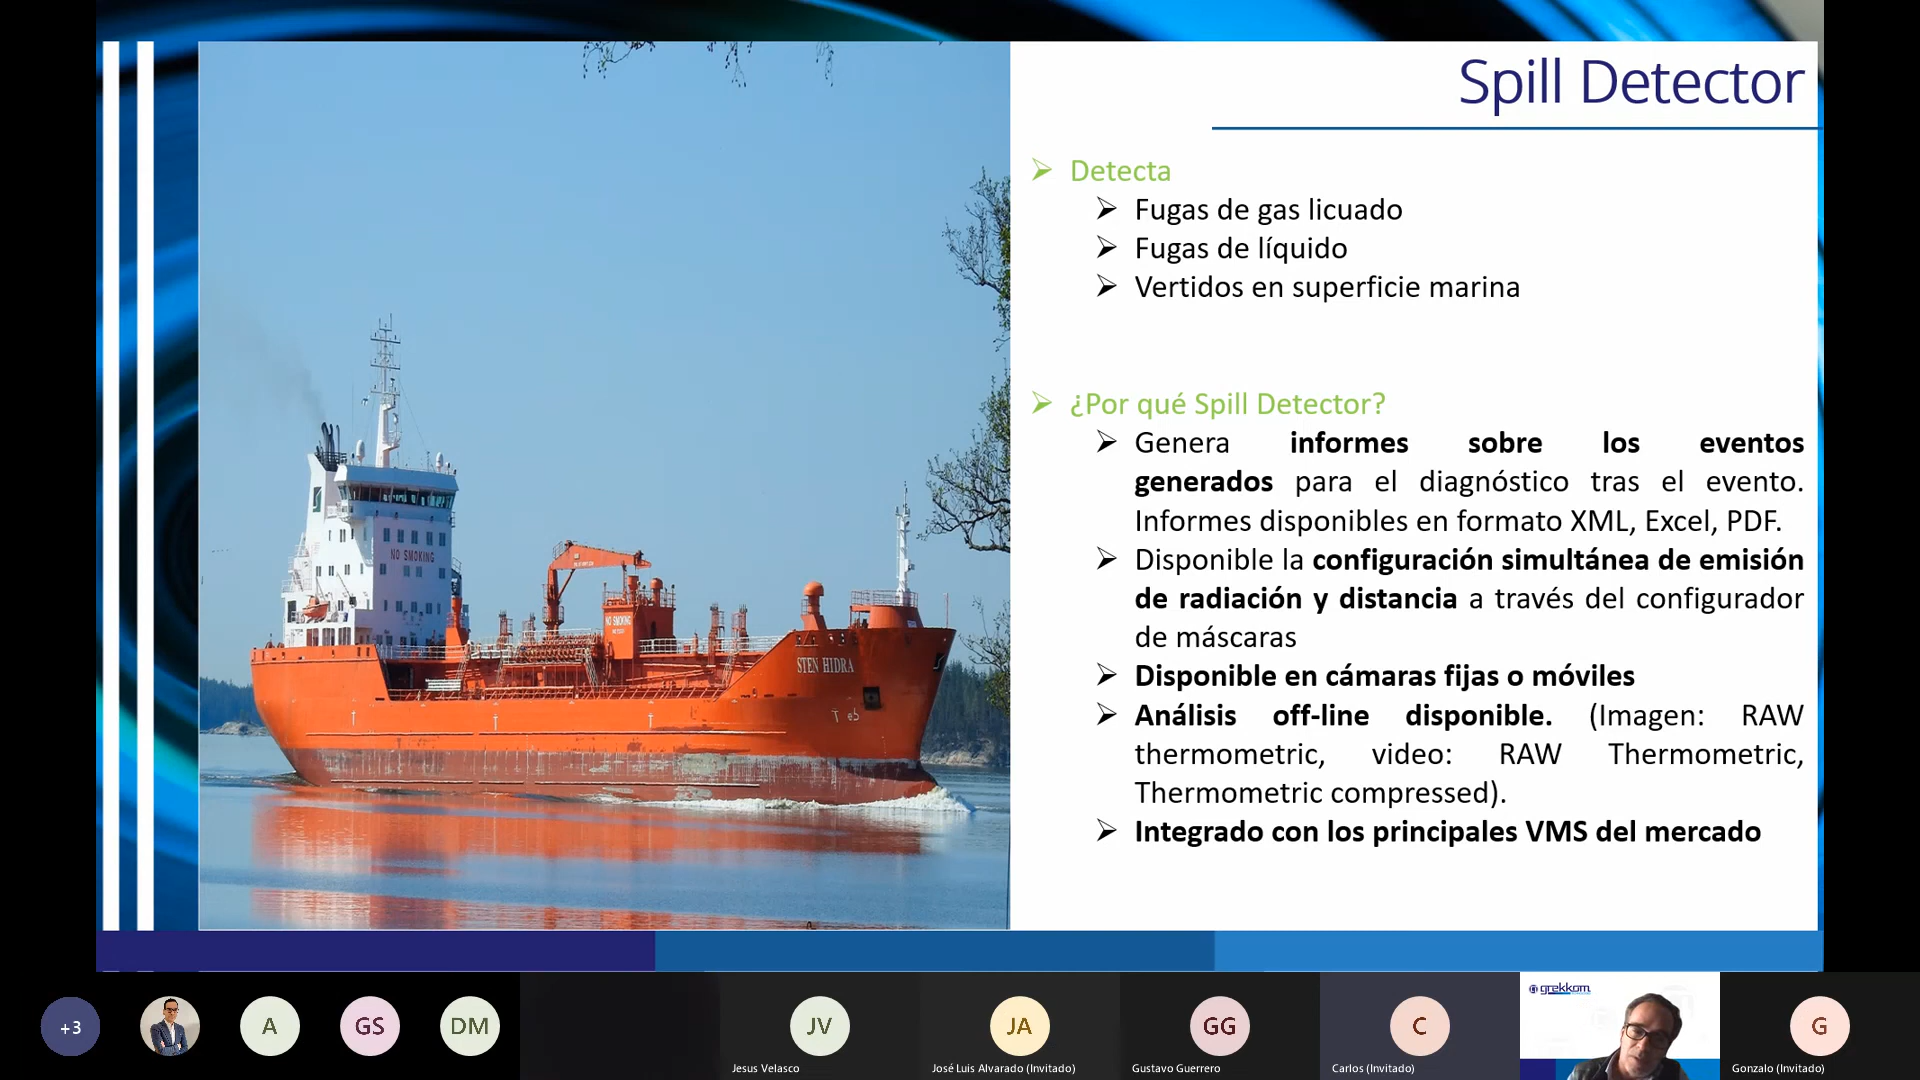 Spill Detector
Detecta
Fugas de gas licuado
Fugas de líquido
Vertidos en superficie marina
¿Por qué Spill Detector?
Genera informes sobre los eventos
generados para el diagnóstico tras el evento.
Informes disponibles en formato XML, Excel, PDF.
Disponible la configuración simultánea de emisión
de radiación y distancia a través del configurador
de máscaras
Disponible en cámaras fijas o móviles
Análisis off-line disponible. (Imagen: RAW
thermometric, video: RAW Thermometric,
Thermometric compressed).
Integrado con los principales VMS del mercado
NO SMOKING
NO SMOKING
STEN HIDRA
+3
A
GS
DM
JV
Jesus Velasco
JA
José Luis Alvarado (Invitado)
GG
Gustavo Guerrero
C
Carlos (Invitado)
grekkom
G
Gonzalo (Invitado)